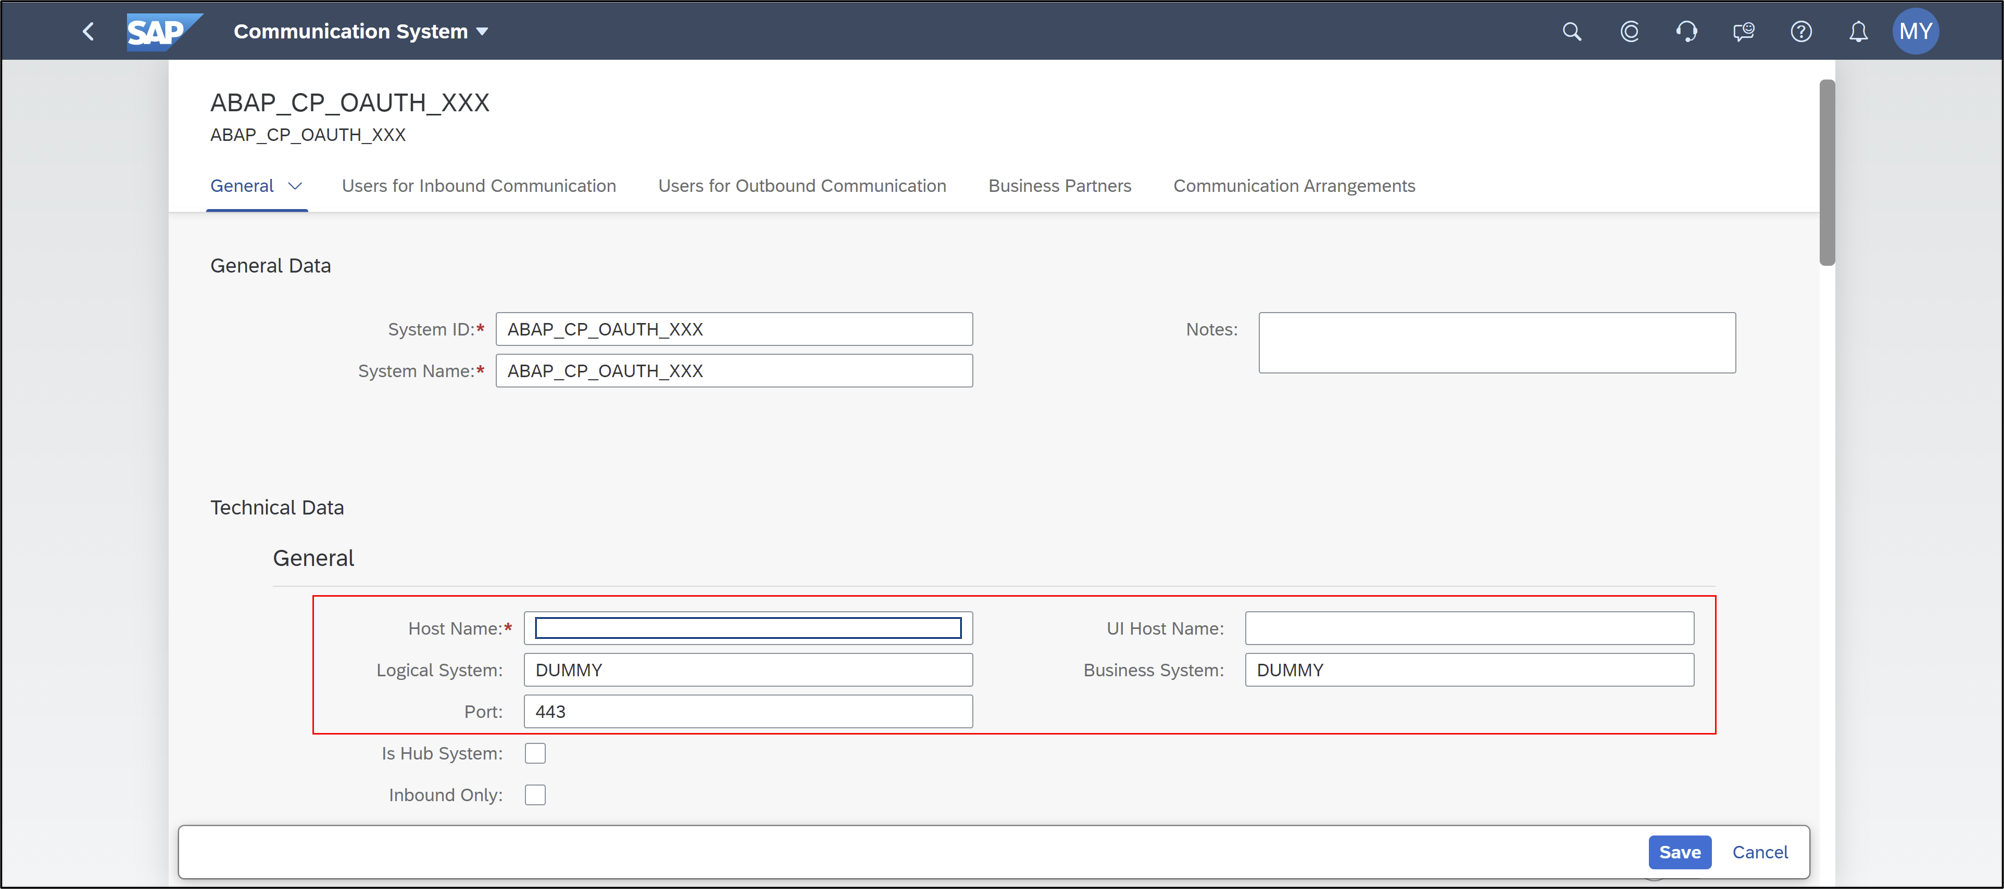 SAP Communication System MY
ABAP_CP_OAUTH_XXX
ABAP_CP_OAUTH_XXX
General Users for Inbound Communication Users for Outbound Communication Business Partners Communication Arrangements
General Data
System ID:* ABAP_CP_OAUTH_XXX Notes:
System Name:* ABAP_CP_OAUTH_XXX
Technical Data
General
Host Name:* UI Host Name:
Logical System: DUMMY Business System: DUMMY
Port: 443
Is Hub System:
Inbound Only:
Save Cancel